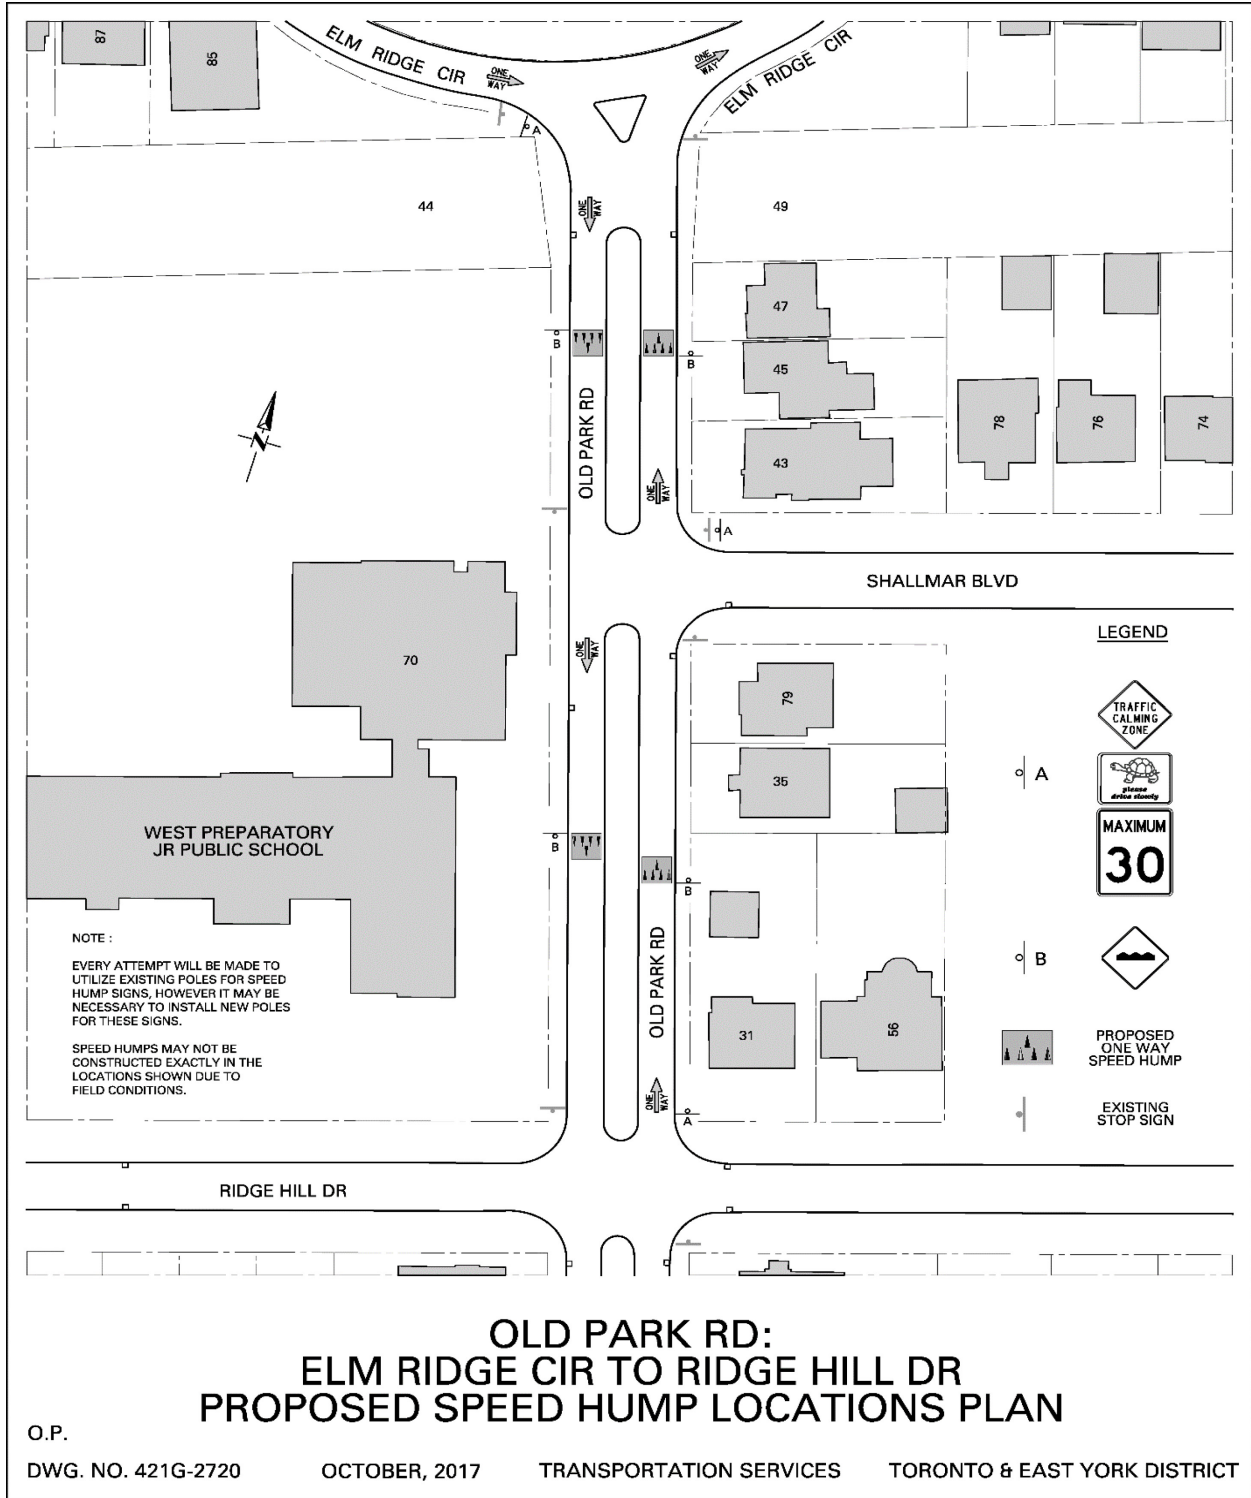 87
85
ELM RIDGE CIR
ONE
WAY
ONE
WAY
ELM RIDGE CIR
A
44
ONE
WAY
49
47
B
B
45
OLD PARK RD
78
76
74
43
N
ONE
WAY
A
SHALLMAR BLVD
LEGEND
70
ONE
WAY
79
TRAFFIC
CALMING
ZONE
35
A
please
drive slowly
MAXIMUM
30
WEST PREPARATORY
JR PUBLIC SCHOOL
B
B
NOTE :
EVERY ATTEMPT WILL BE MADE TO
UTILIZE EXISTING POLES FOR SPEED
HUMP SIGNS, HOWEVER IT MAY BE
NECESSARY TO INSTALL NEW POLES
FOR THESE SIGNS.
SPEED HUMPS MAY NOT BE
CONSTRUCTED EXACTLY IN THE
LOCATIONS SHOWN DUE TO
FIELD CONDITIONS.
OLD PARK RD
B
31
56
PROPOSED
ONE WAY
SPEED HUMP
ONE
WAY
A
EXISTING
STOP SIGN
RIDGE HILL DR
OLD PARK RD:
ELM RIDGE CIR TO RIDGE HILL DR
PROPOSED SPEED HUMP LOCATIONS PLAN
O.P.
DWG. NO. 421G-2720 OCTOBER, 2017 TRANSPORTATION SERVICES TORONTO & EAST YORK DISTRICT